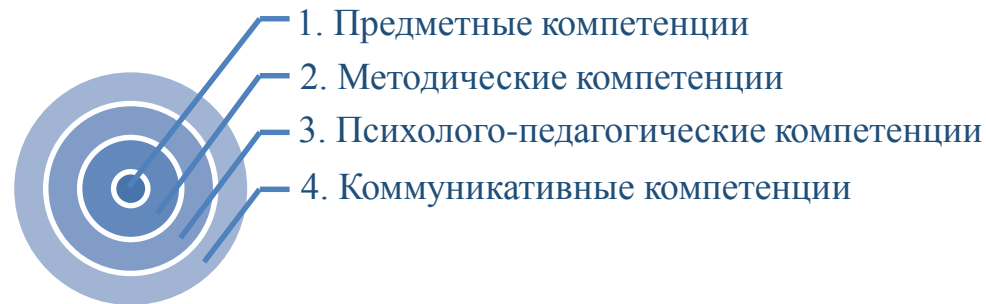 1. Предметные компетенции
2. Методические компетенции
3. Психолого-педагогические компетенции
4. Коммуникативные компетенции